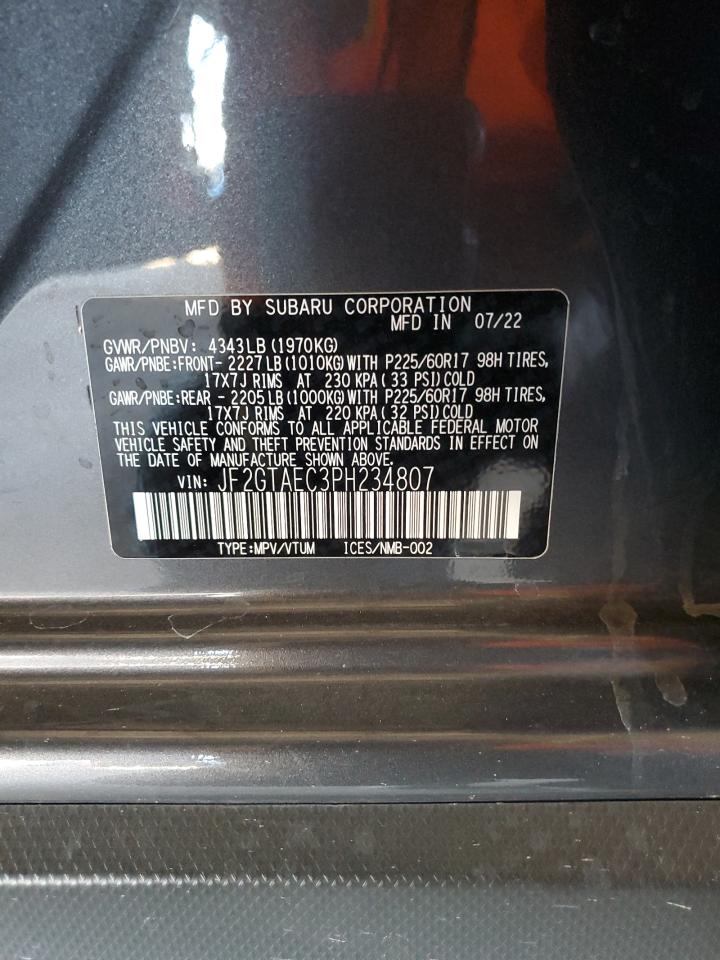 MFD BY SUBARU CORPORATION
MFD IN 07/22
GVWR/PNBV: 4343LB (1970KG)
GAWR/PNBE:FRONT- 2227LB (1010KG) WITH P225/60R17 98H TIRES,
17X7J RIMS AT 230 KPA (33 PSI) COLD
GAWR/PNBE:REAR - 2205LB (1000KG) WITH P225/60R17 98H TIRES,
17X7J RIMS AT 220 KPA (32 PSI) COLD
THIS VEHICLE CONFORMS TO ALL APPLICABLE FEDERAL MOTOR
VEHICLE SAFETY AND THEFT PREVENTION STANDARDS IN EFFECT ON
THE DATE OF MANUFACTURE SHOWN ABOVE.
VIN: JF2GTAEC3PH234807
TYPE:MPV/VTUM ICES/NMB-002